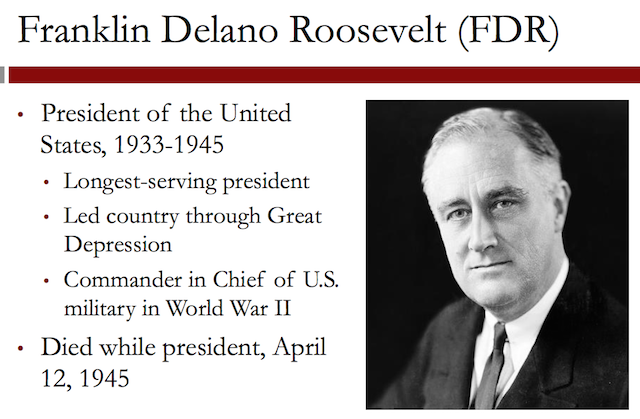 Franklin Delano Roosevelt (FDR)
• President of the United
States, 1933-1945
• Longest-serving president
• Led country through Great
Depression
• Commander in Chief of U.S.
military in World War II
• Died while president, April
12, 1945